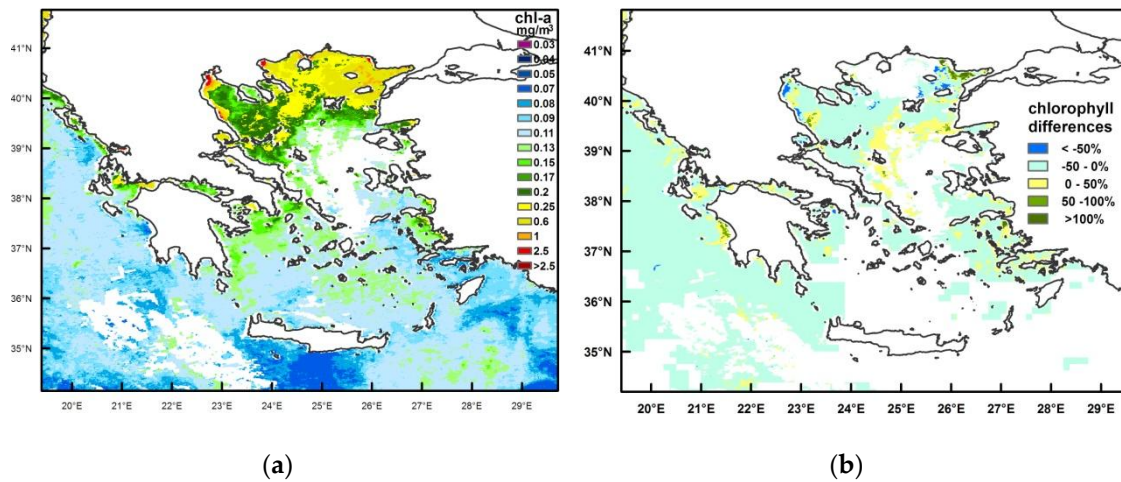 chl-a
mg/m³
0.03
0.04
0.05
0.07
0.08
0.09
0.11
0.13
0.15
0.17
0.2
0.25
0.6
1
2.5
>2.5
41°N
40°N
39°N
38°N
37°N
36°N
35°N
20°E 21°E 22°E 23°E 24°E 25°E 26°E 27°E 28°E 29°E
(a)
chlorophyll
differences
< -50%
-50 - 0%
0 - 50%
50 -100%
>100%
41°N
40°N
39°N
38°N
37°N
36°N
35°N
20°E 21°E 22°E 23°E 24°E 25°E 26°E 27°E 28°E 29°E
(b)